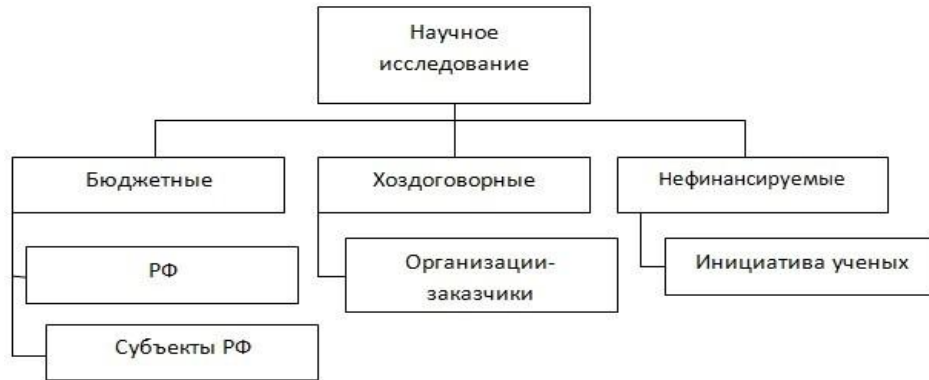 Научное
исследование
Бюджетные
Хоздоговорные
Нефинансируемые
РФ
Организации-
заказчики
Инициатива ученых
Субъекты РФ